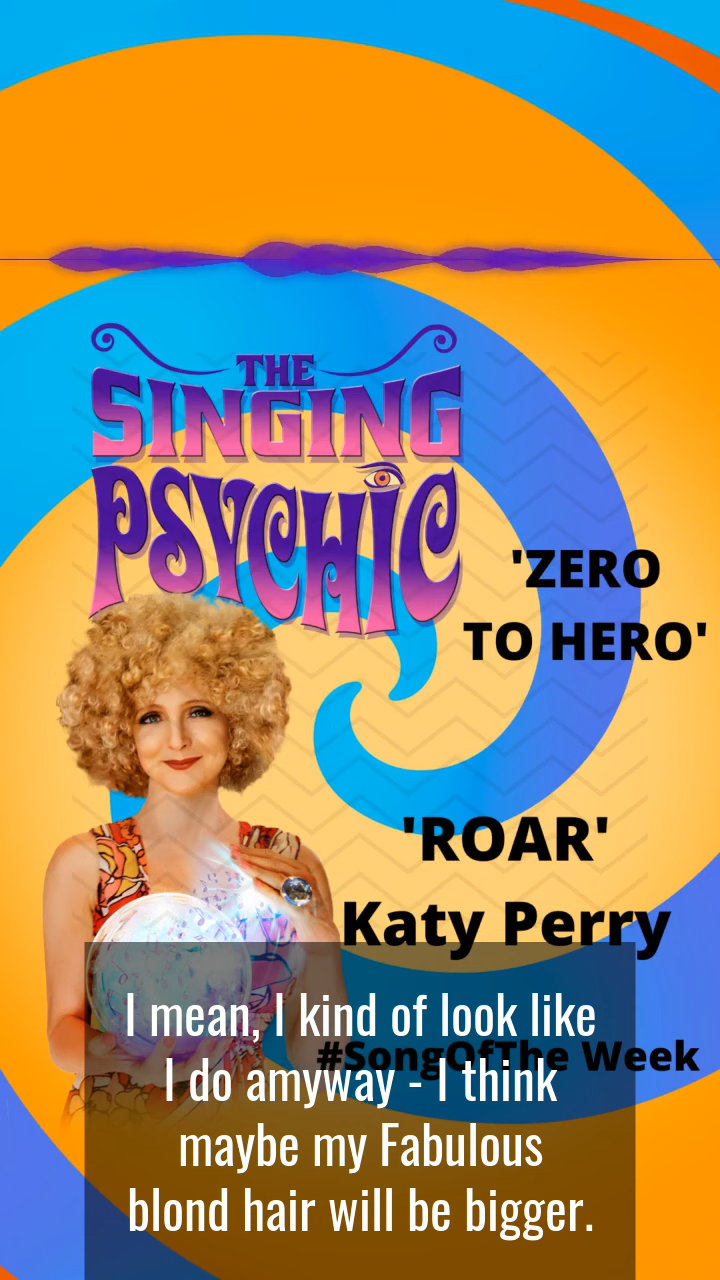 THE
SINGING
PSYCHIC
'ZERO
TO HERO'
'ROAR'
Katy Perry
#SongOfThe Week
I mean, I kind of look like
I do amyway - I think
maybe my Fabulous
blond hair will be bigger.